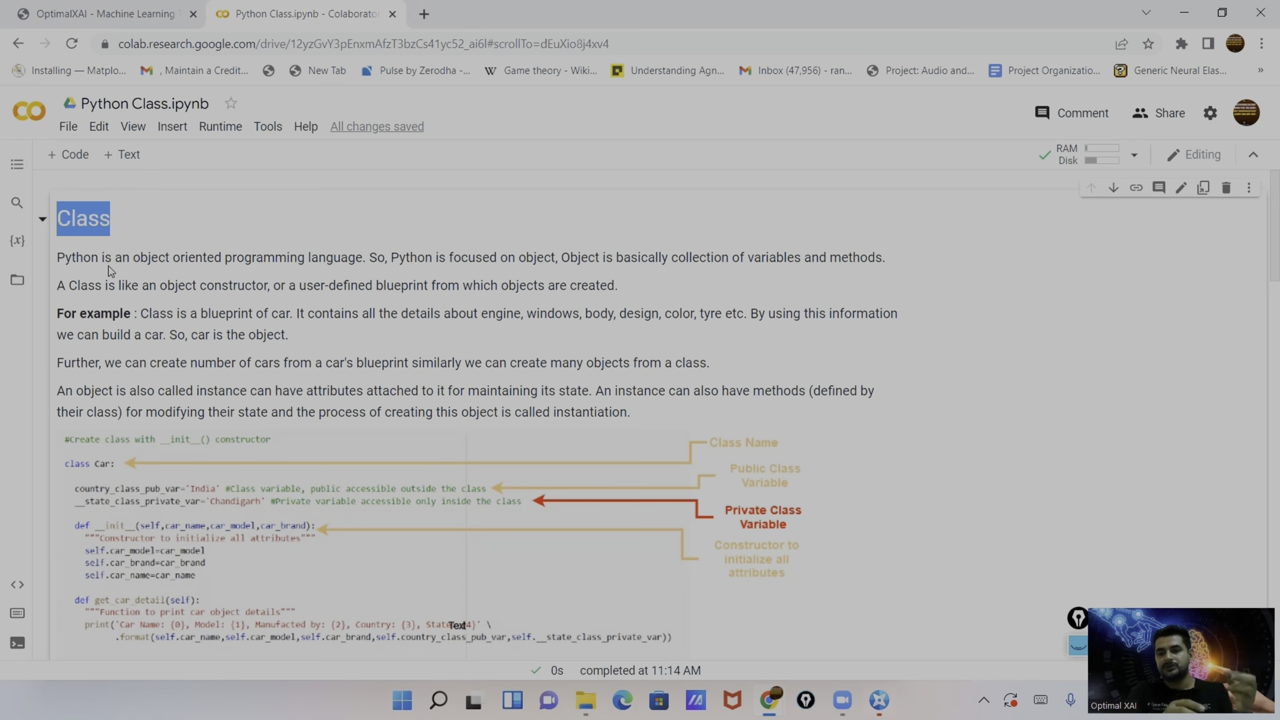 OptimalXAI - Machine Learning
Python Class.ipynb - Colaborato
colab.research.google.com/drive/12yzGvY3pEnxmAfzT3bzCs41yc52_ai6l#scrollTo=dEuXio8j4xv4
Installing — Matplo...
, Maintain a Credit...
New Tab
Pulse by Zerodha -...
Game theory - Wiki...
Understanding Agn...
Inbox (47,956) - ran...
Project: Audio and...
Project Organizatio...
Generic Neural Elas...
Python Class.ipynb
File Edit View Insert Runtime Tools Help All changes saved
Comment Share
+ Code + Text
RAM
Disk
Editing
Class
Python is an object oriented programming language. So, Python is focused on object, Object is basically collection of variables and methods.
A Class is like an object constructor, or a user-defined blueprint from which objects are created.
For example : Class is a blueprint of car. It contains all the details about engine, windows, body, design, color, tyre etc. By using this information
we can build a car. So, car is the object.
Further, we can create number of cars from a car's blueprint similarly we can create many objects from a class.
An object is also called instance can have attributes attached to it for maintaining its state. An instance can also have methods (defined by
their class) for modifying their state and the process of creating this object is called instantiation.
#Create class with __init__() constructor
class Car:
Class Name
country_class_pub_var='India' #Class variable, public accessible outside the class
Public Class
Variable
__state_class_private_var='Chandigarh' #Private variable accessible only inside the class
Private Class
Variable
def __init__(self,car_name,car_model,car_brand):
"""Constructor to initialize all attributes"""
self.car_model=car_model
self.car_brand=car_brand
self.car_name=car_name
Constructor to
initialize all
attributes
def get_car_detail(self):
"""Function to print car object details"""
print('Car Name: {0}, Model: {1}, Manufacted by: {2}, Country: {3}, 4}' \
Text
.format(self.car_name,self.car_model,self.car_brand,self.country_class_pub_var,self.__state_class_private_var))
0s completed at 11:14 AM
Optimal XAI